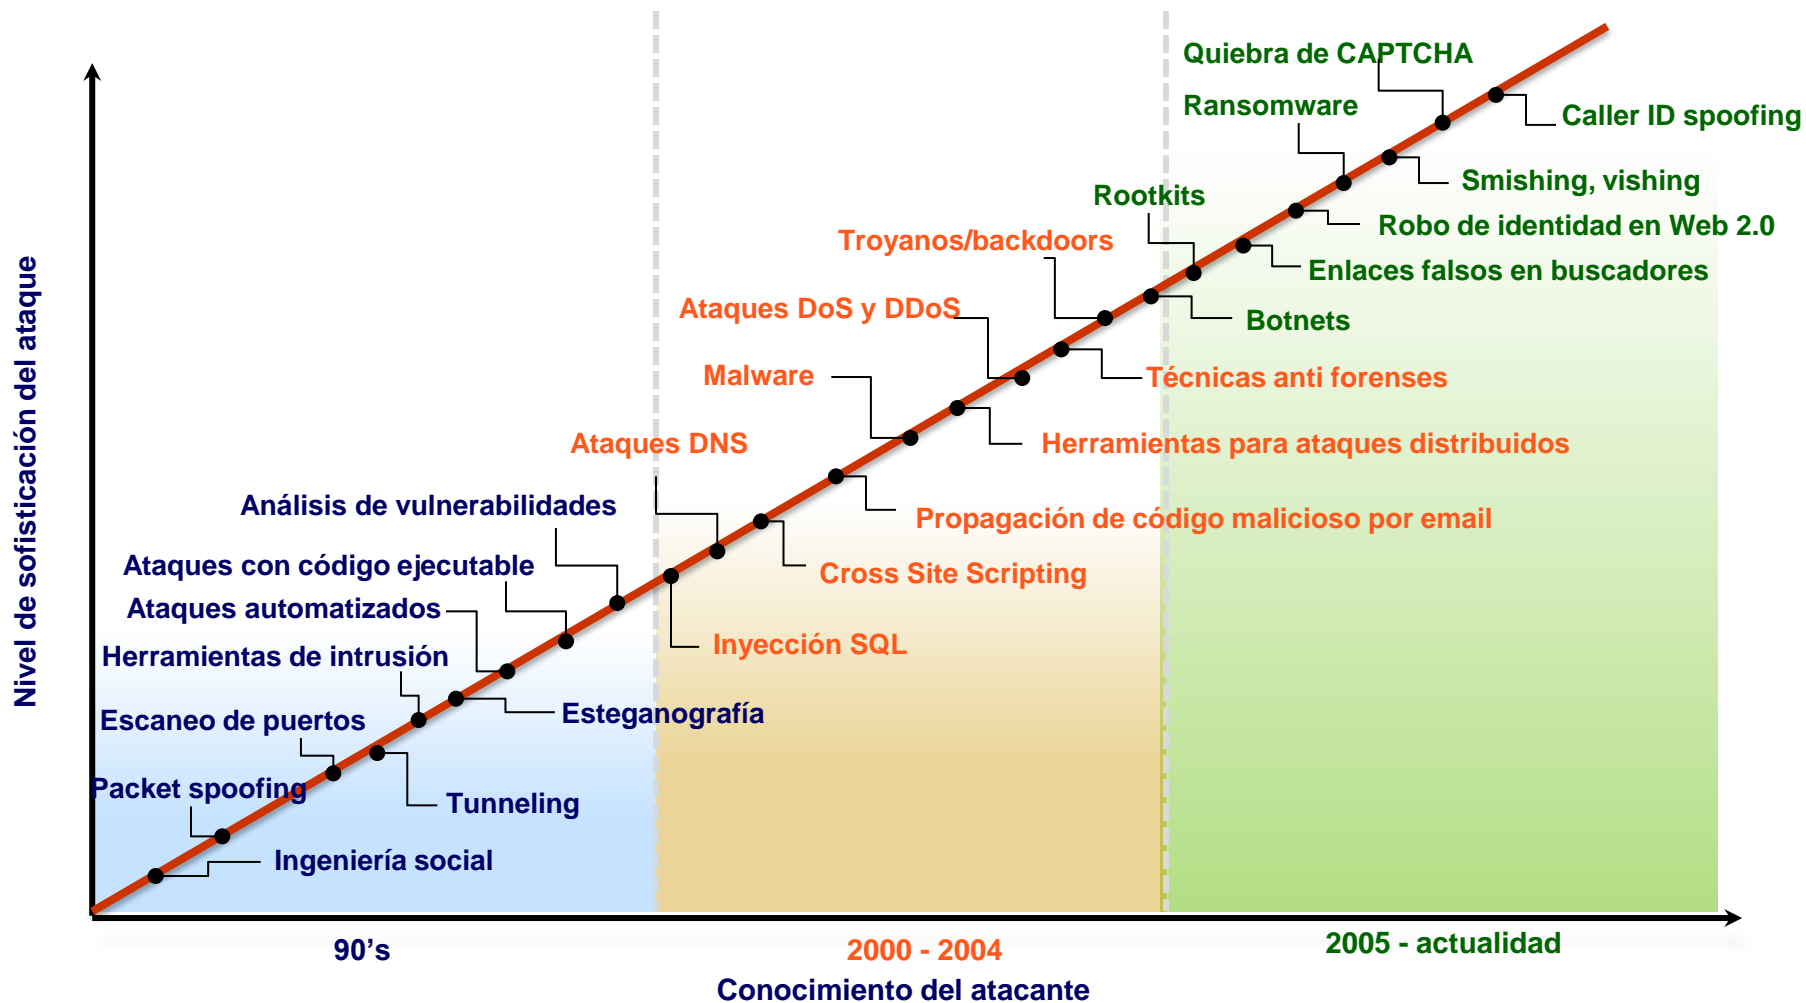 Quiebra de CAPTCHA
Ransomware
Caller ID spoofing
Smishing, vishing
Rootkits
Robo de identidad en Web 2.0
Troyanos/backdoors
Enlaces falsos en buscadores
Ataques DoS y DDoS
Botnets
Malware
Técnicas anti forenses
Ataques DNS
Herramientas para ataques distribuidos
Análisis de vulnerabilidades
Propagación de código malicioso por email
Ataques con código ejecutable
Cross Site Scripting
Ataques automatizados
Inyección SQL
Herramientas de intrusión
Esteganografía
Escaneo de puertos
Packet spoofing
Tunneling
Ingeniería social
Nivel de sofisticación del ataque
90’s
2000 - 2004
2005 - actualidad
Conocimiento del atacante